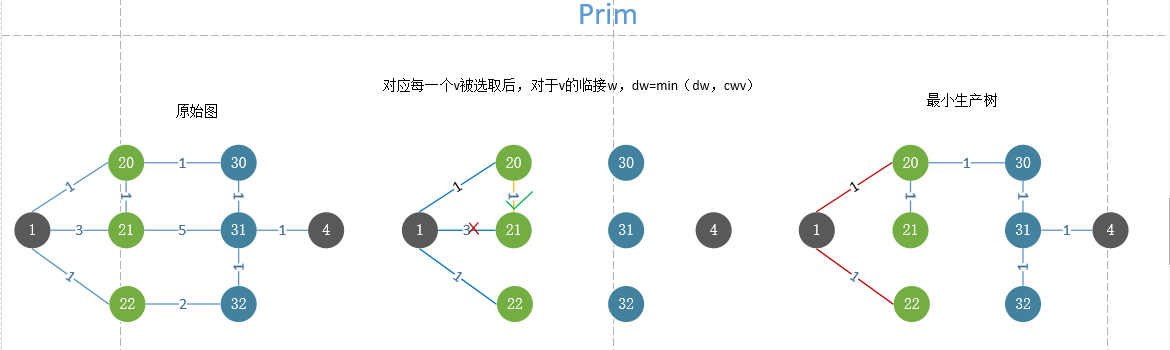 Prim
对应每一个v被选取后，对于v的临接w，dw=min（dw，cwv）
原始图
最小生产树
20 1 30
1 1 1
1 3 21 5 31 1 4
1 1
22 2 32
20 30
1 1
1 3 21 31 4
1
22 32
20 1 30
1 1 1
1 21 31 1 4
1 1
22 32